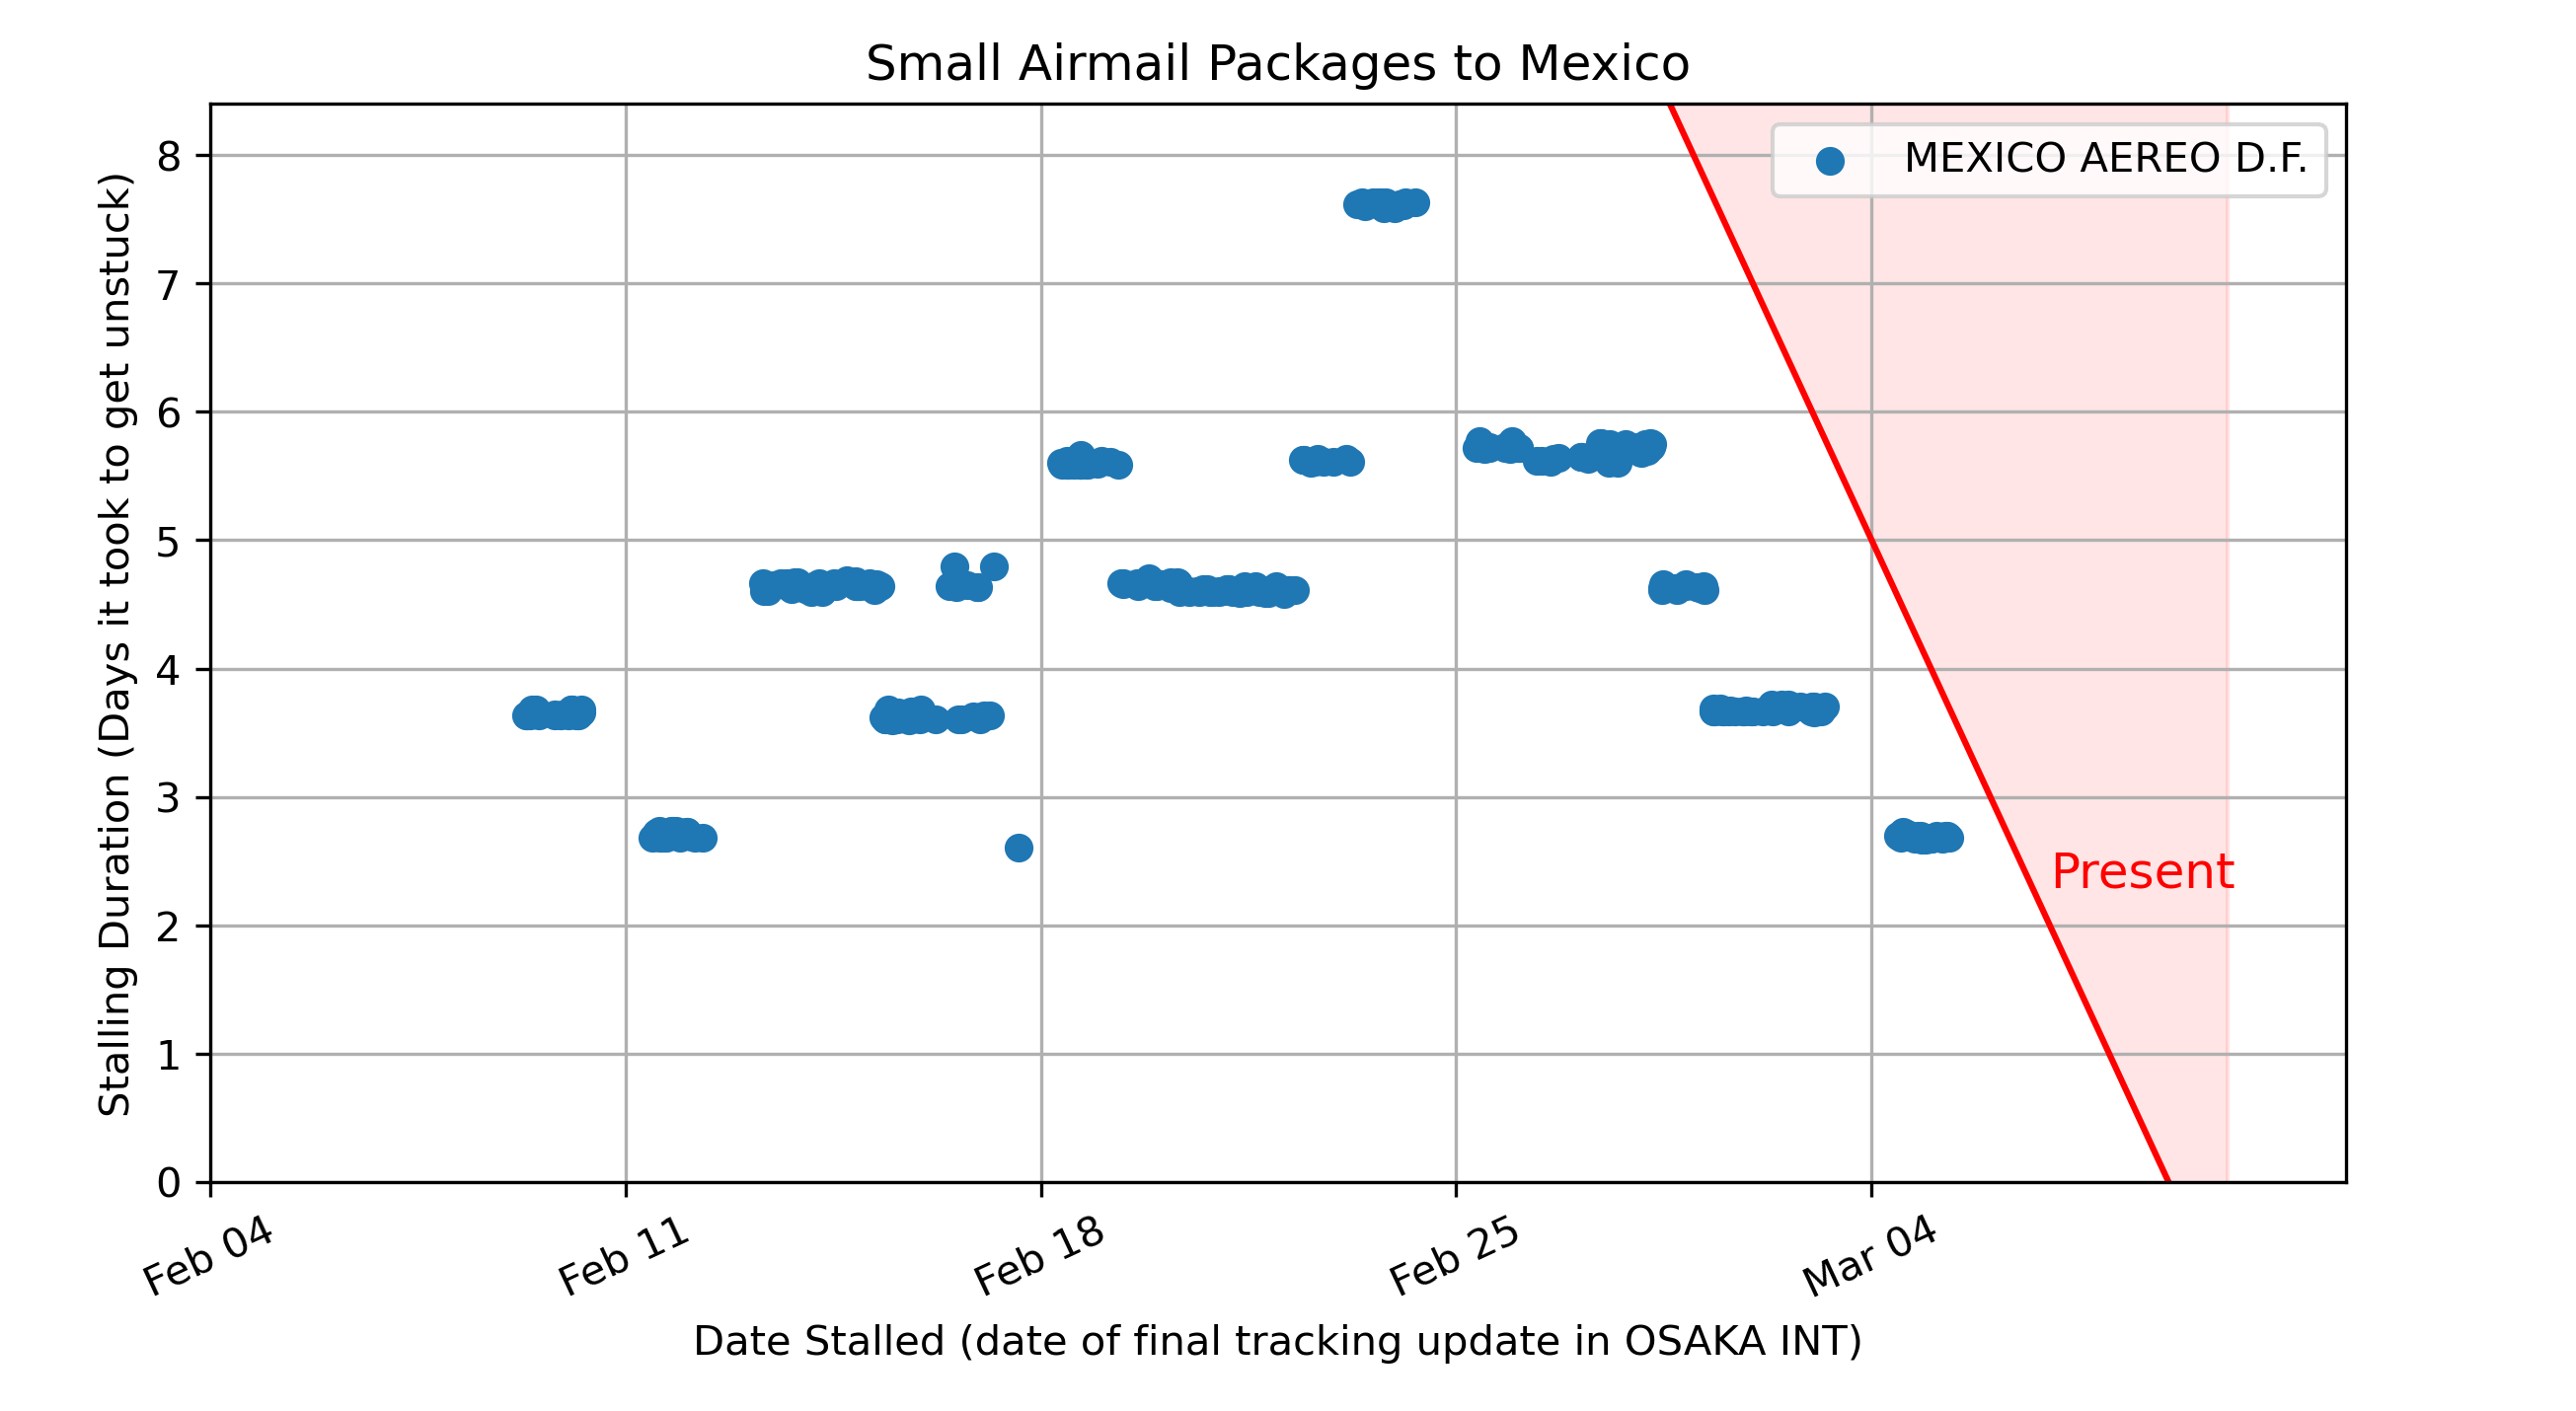 Small Airmail Packages to Mexico
MEXICO AEREO D.F.
Stalling Duration (Days it took to get unstuck)
8
7
6
5
4
3
2
1
0
Present
Feb 04
Feb 11
Feb 18
Feb 25
Mar 04
Date Stalled (date of final tracking update in OSAKA INT)